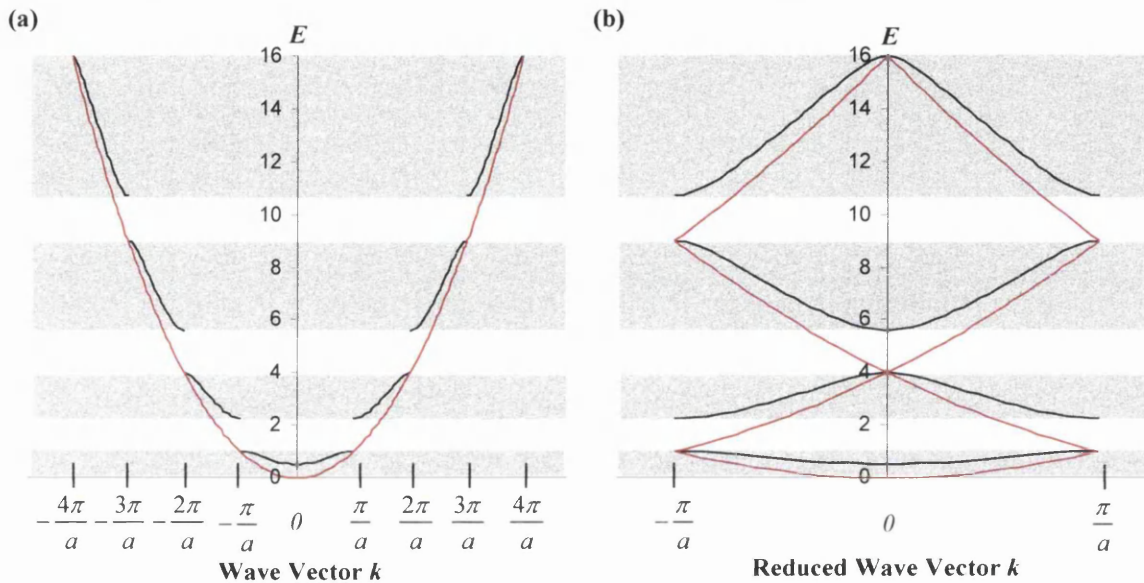 (a)
E
16
14
12
10
8
6
4
2
0
-4π/a -3π/a -2π/a -π/a 0 π/a 2π/a 3π/a 4π/a
Wave Vector k
(b)
E
16
14
12
10
8
6
4
2
0
-π/a 0 π/a
Reduced Wave Vector k